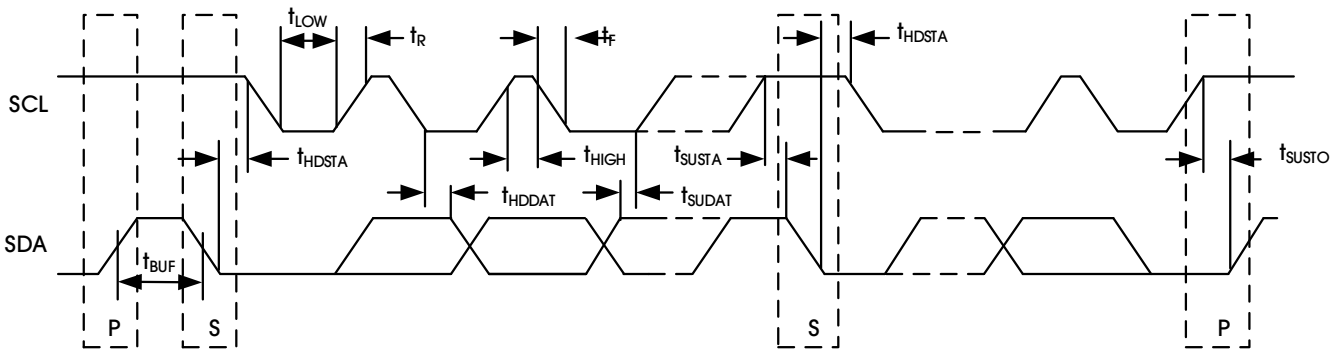 tLOW
tR
tF
tHDSTA
SCL
tHDSTA
tHIGH
tSUSTA
tSUSTO
tHDDAT
tSUDAT
SDA
tBUF
P
S
S
P